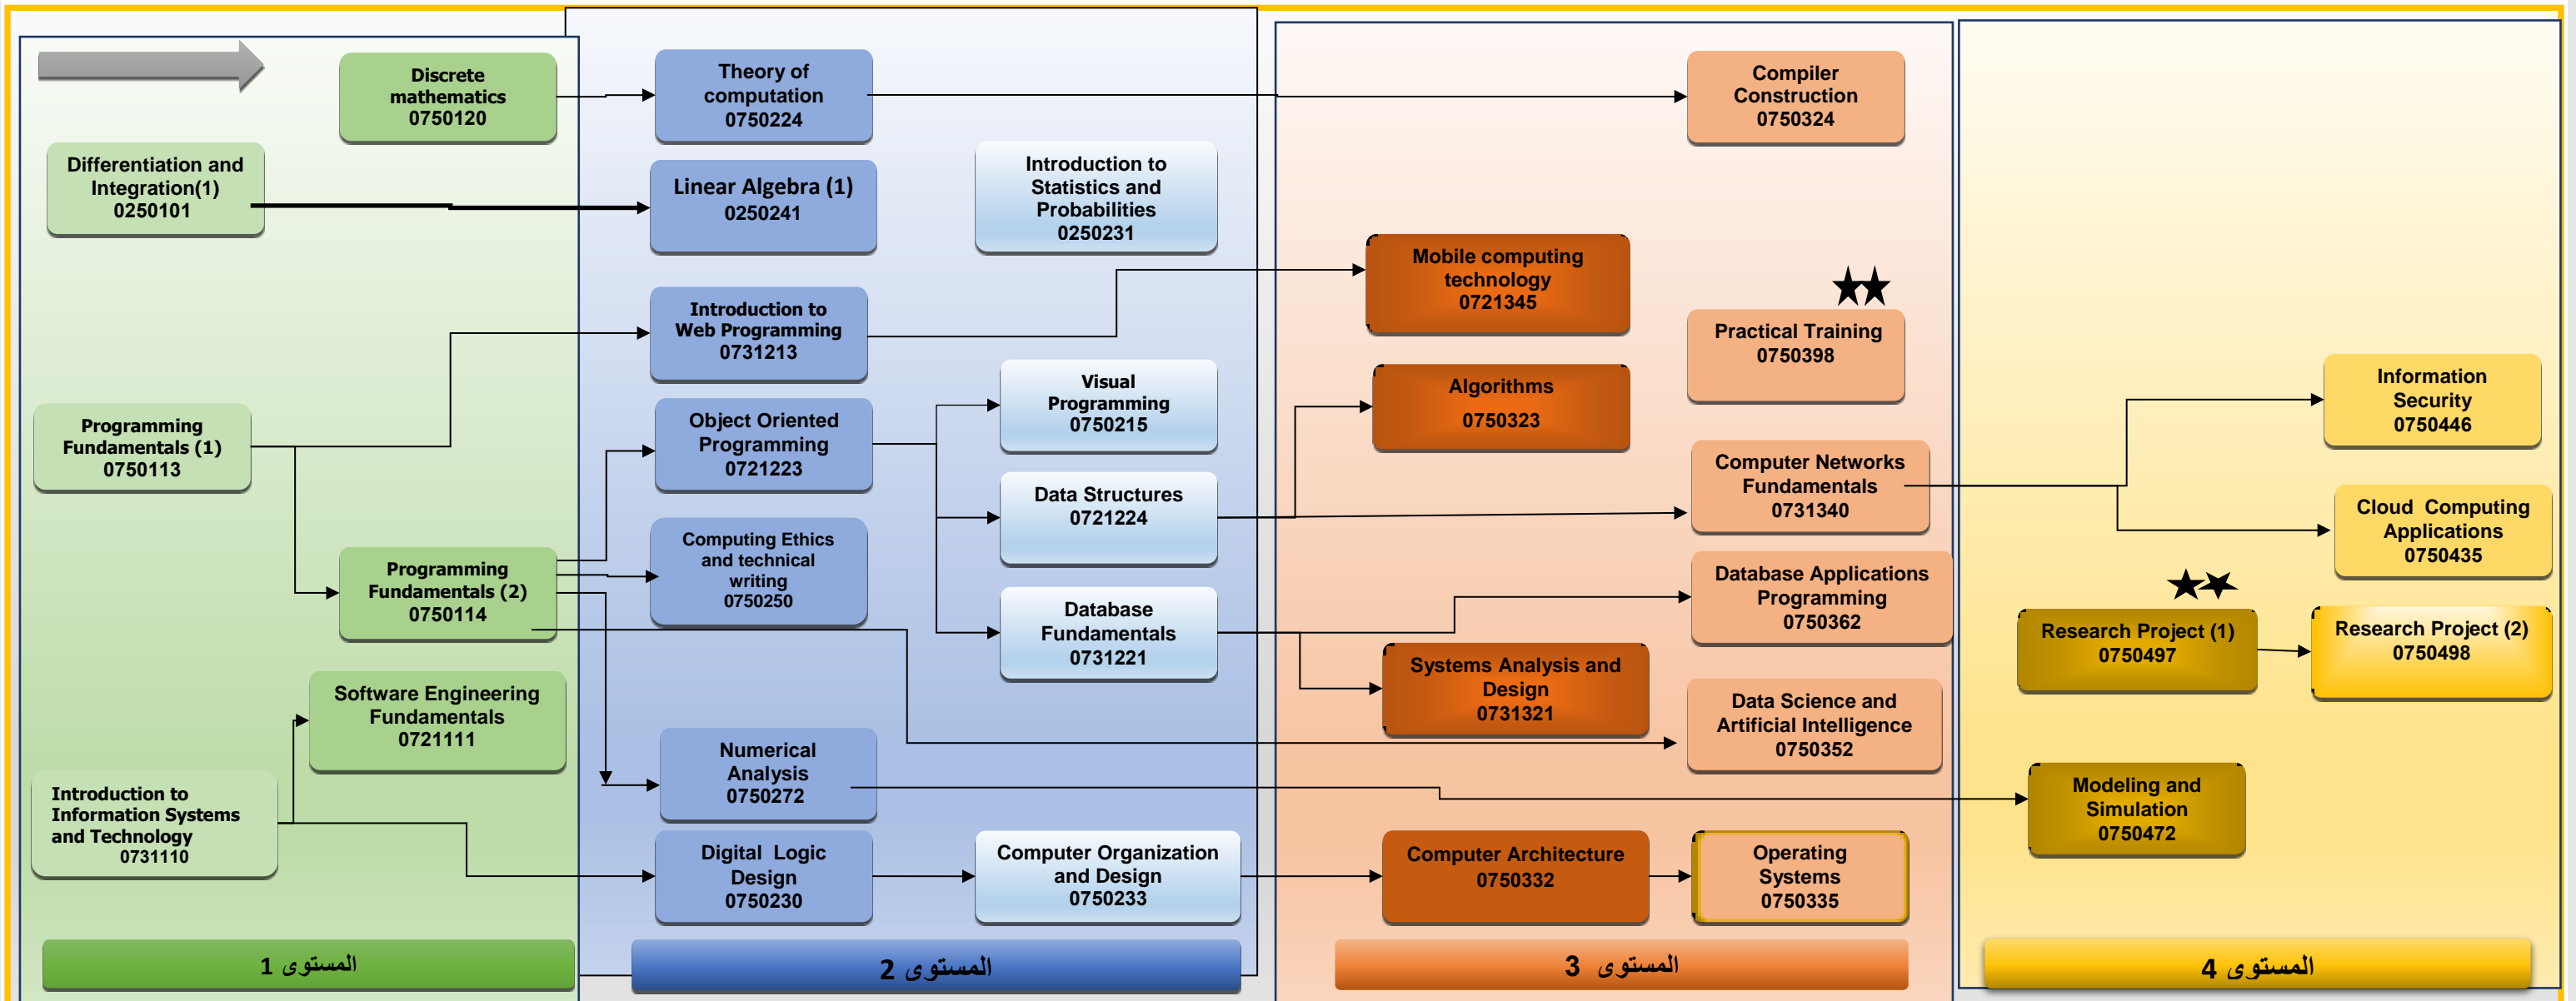 Discrete
mathematics
0750120
Differentiation and
Integration(1)
0250101
Programming
Fundamentals (1)
0750113
Programming
Fundamentals (2)
0750114
Software Engineering
Fundamentals
0721111
Introduction to
Information Systems
and Technology
0731110
المستوى 1
Theory of
computation
0750224
Linear Algebra (1)
0250241
Introduction to
Statistics and
Probabilities
0250231
Introduction to
Web Programming
0731213
Visual
Programming
0750215
Object Oriented
Programming
0721223
Data Structures
0721224
Computing Ethics
and technical
writing
0750250
Database
Fundamentals
0731221
Numerical
Analysis
0750272
Digital Logic
Design
0750230
Computer Organization
and Design
0750233
المستوى 2
Compiler
Construction
0750324
Mobile computing
technology
0721345
Practical Training
0750398
Algorithms
0750323
Computer Networks
Fundamentals
0731340
Database Applications
Programming
0750362
Systems Analysis and
Design
0731321
Data Science and
Artificial Intelligence
0750352
Computer Architecture
0750332
Operating
Systems
0750335
المستوى 3
Information
Security
0750446
Cloud Computing
Applications
0750435
Research Project (1)
0750497
Research Project (2)
0750498
Modeling and
Simulation
0750472
المستوى 4